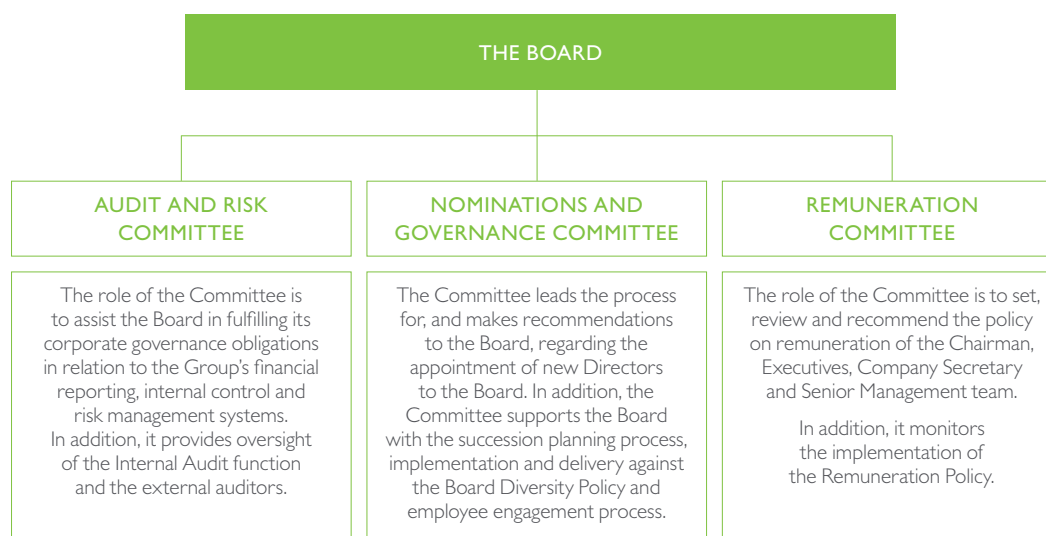 THE BOARD
AUDIT AND RISK
COMMITTEE
The role of the Committee is
to assist the Board in fulfilling its
corporate governance obligations
in relation to the Group's financial
reporting, internal control and
risk management systems.
In addition, it provides oversight
of the Internal Audit function
and the external auditors.
NOMINATIONS AND
GOVERNANCE COMMITTEE
The Committee leads the process
for, and makes recommendations
to the Board, regarding the
appointment of new Directors
to the Board. In addition, the
Committee supports the Board
with the succession planning process,
implementation and delivery against
the Board Diversity Policy and
employee engagement process.
REMUNERATION
COMMITTEE
The role of the Committee is to set,
review and recommend the policy
on remuneration of the Chairman,
Executives, Company Secretary
and Senior Management team.
In addition, it monitors
the implementation of
the Remuneration Policy.